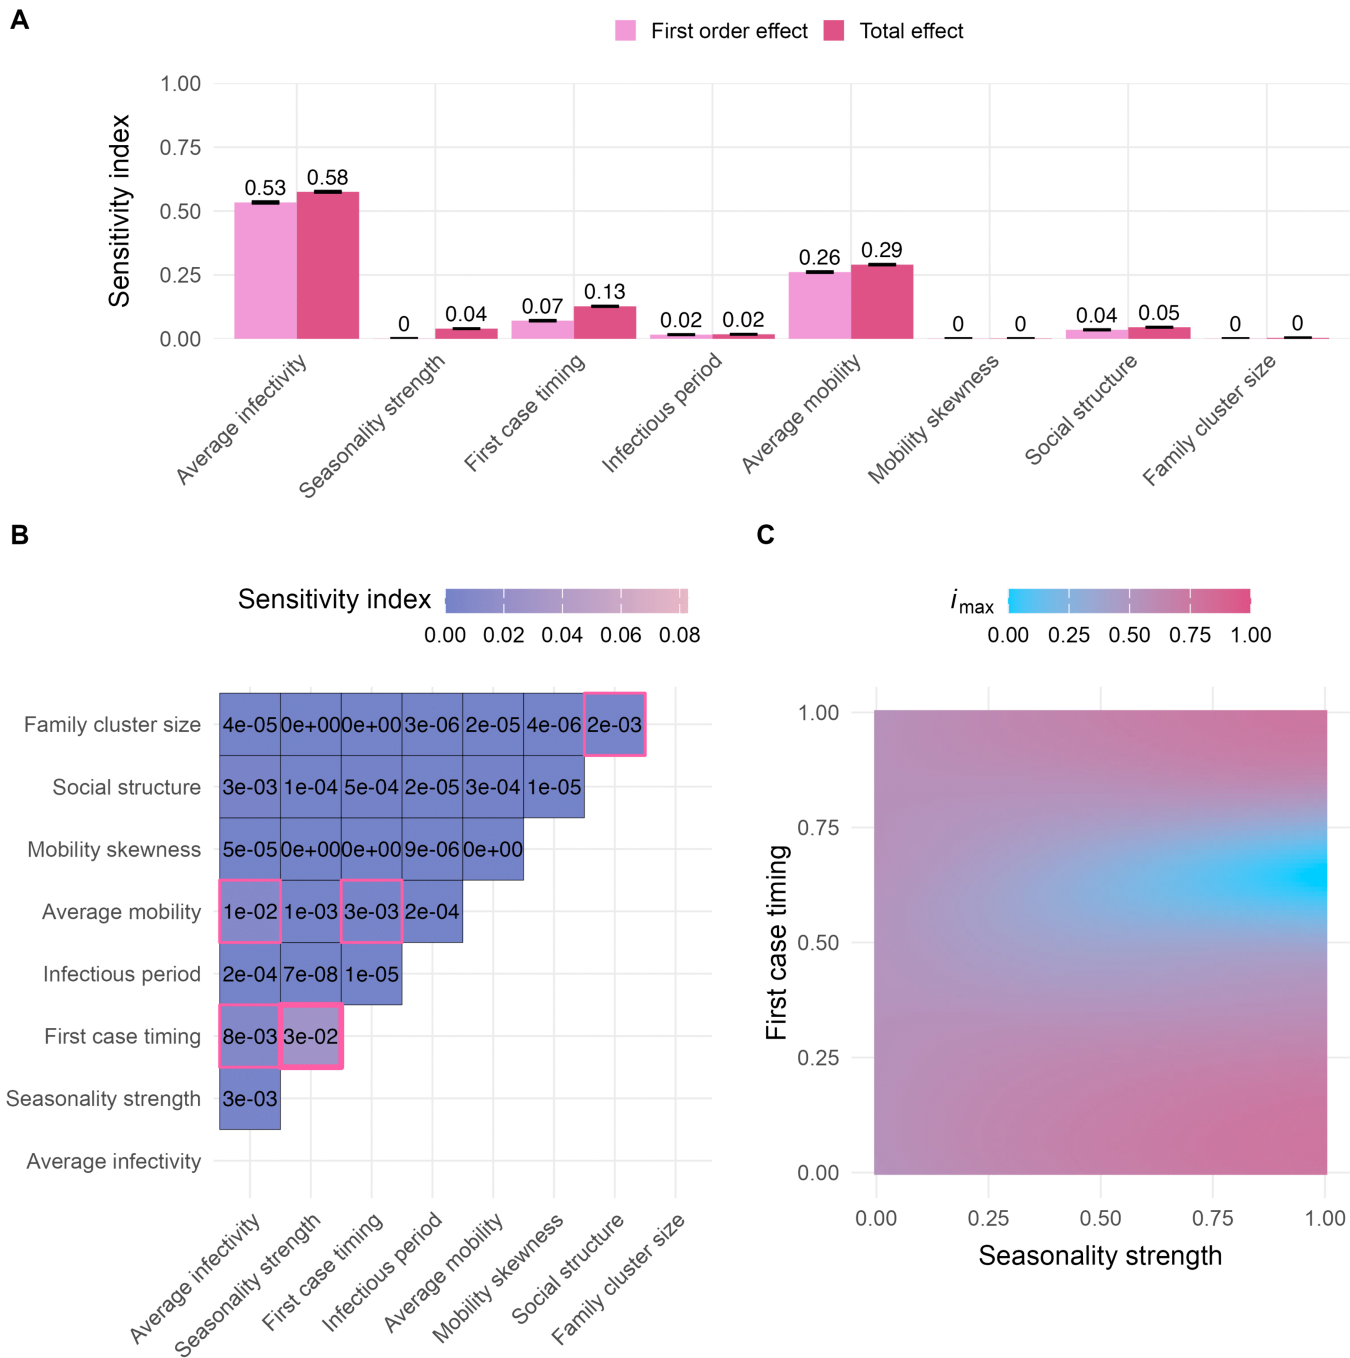 A
First order effect Total effect
Sensitivity index
1.00
0.75
0.50
0.25
0.00
0.53 0.58 0 0.04 0.07 0.13 0.02 0.02 0.26 0.29 0 0 0.04 0.05 0 0
Average infectivity
Seasonality strength
First case timing
Infectious period
Average mobility
Mobility skewness
Social structure
Family cluster size
B
Sensitivity index
0.00 0.02 0.04 0.06 0.08
Family cluster size 4e-05 0e+00 0e+00 3e-06 2e-05 4e-06 2e-03
Social structure 3e-03 1e-04 5e-04 2e-05 3e-04 1e-05
Mobility skewness 5e-05 0e+00 0e+00 9e-06 0e+00
Average mobility 1e-02 1e-03 3e-03 2e-04
Infectious period 2e-04 7e-08 1e-05
First case timing 8e-03 3e-02
Seasonality strength 3e-03
Average infectivity
Average infectivity
Seasonality strength
First case timing
Infectious period
Average mobility
Mobility skewness
Social structure
Family cluster size
C
imax
0.00 0.25 0.50 0.75 1.00
First case timing
1.00
0.75
0.50
0.25
0.00
0.00 0.25 0.50 0.75 1.00
Seasonality strength